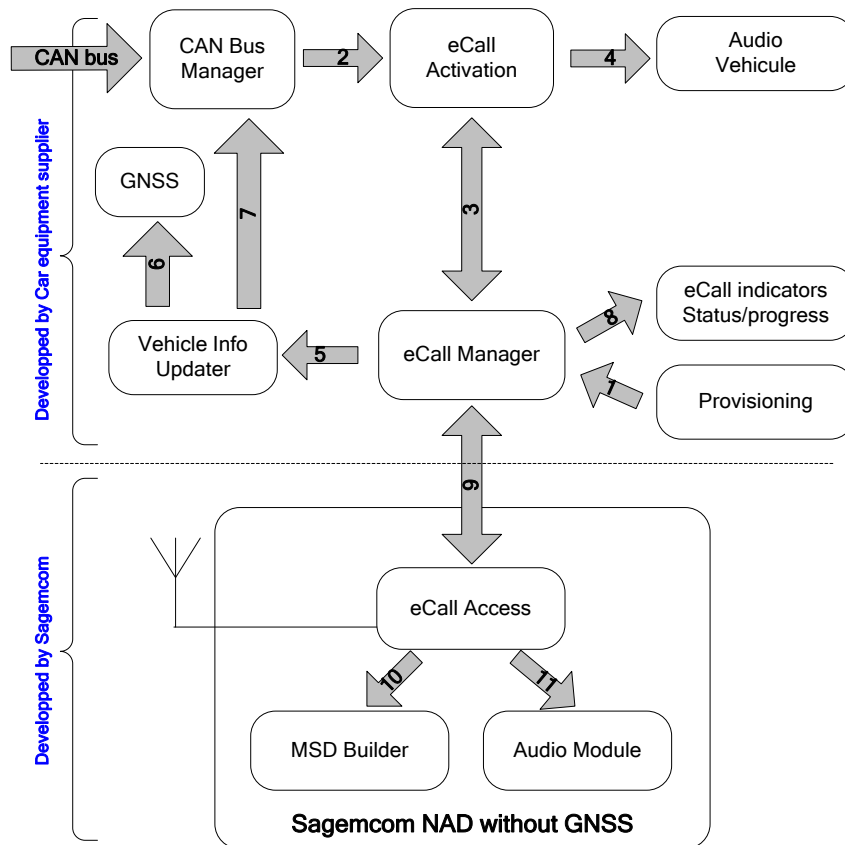 CAN bus
CAN Bus
Manager
2
eCall
Activation
4
Audio
Vehicule
Developped by Car equipment supplier
GNSS
6
7
3
Vehicle Info
Updater
5
eCall Manager
8
eCall indicators
Status/progress
1
Provisioning
9
Developped by Sagemcom
eCall Access
10
11
MSD Builder
Audio Module
Sagemcom NAD without GNSS